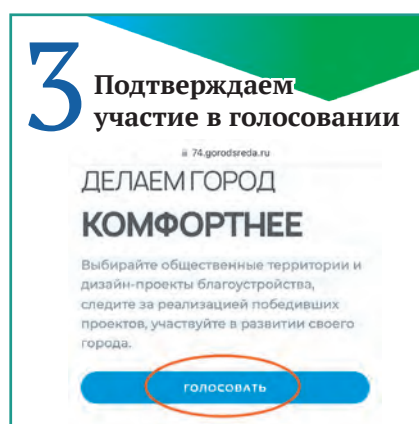 3
Подтверждаем
участие в голосовании
74.gorodsreda.ru
ДЕЛАЕМ ГОРОД
КОМФОРТНЕЕ
Выбирайте общественные территории и
дизайн-проекты благоустройства,
следите за реализацией победивших
проектов, участвуйте в развитии своего
города.
ГОЛОСОВАТЬ